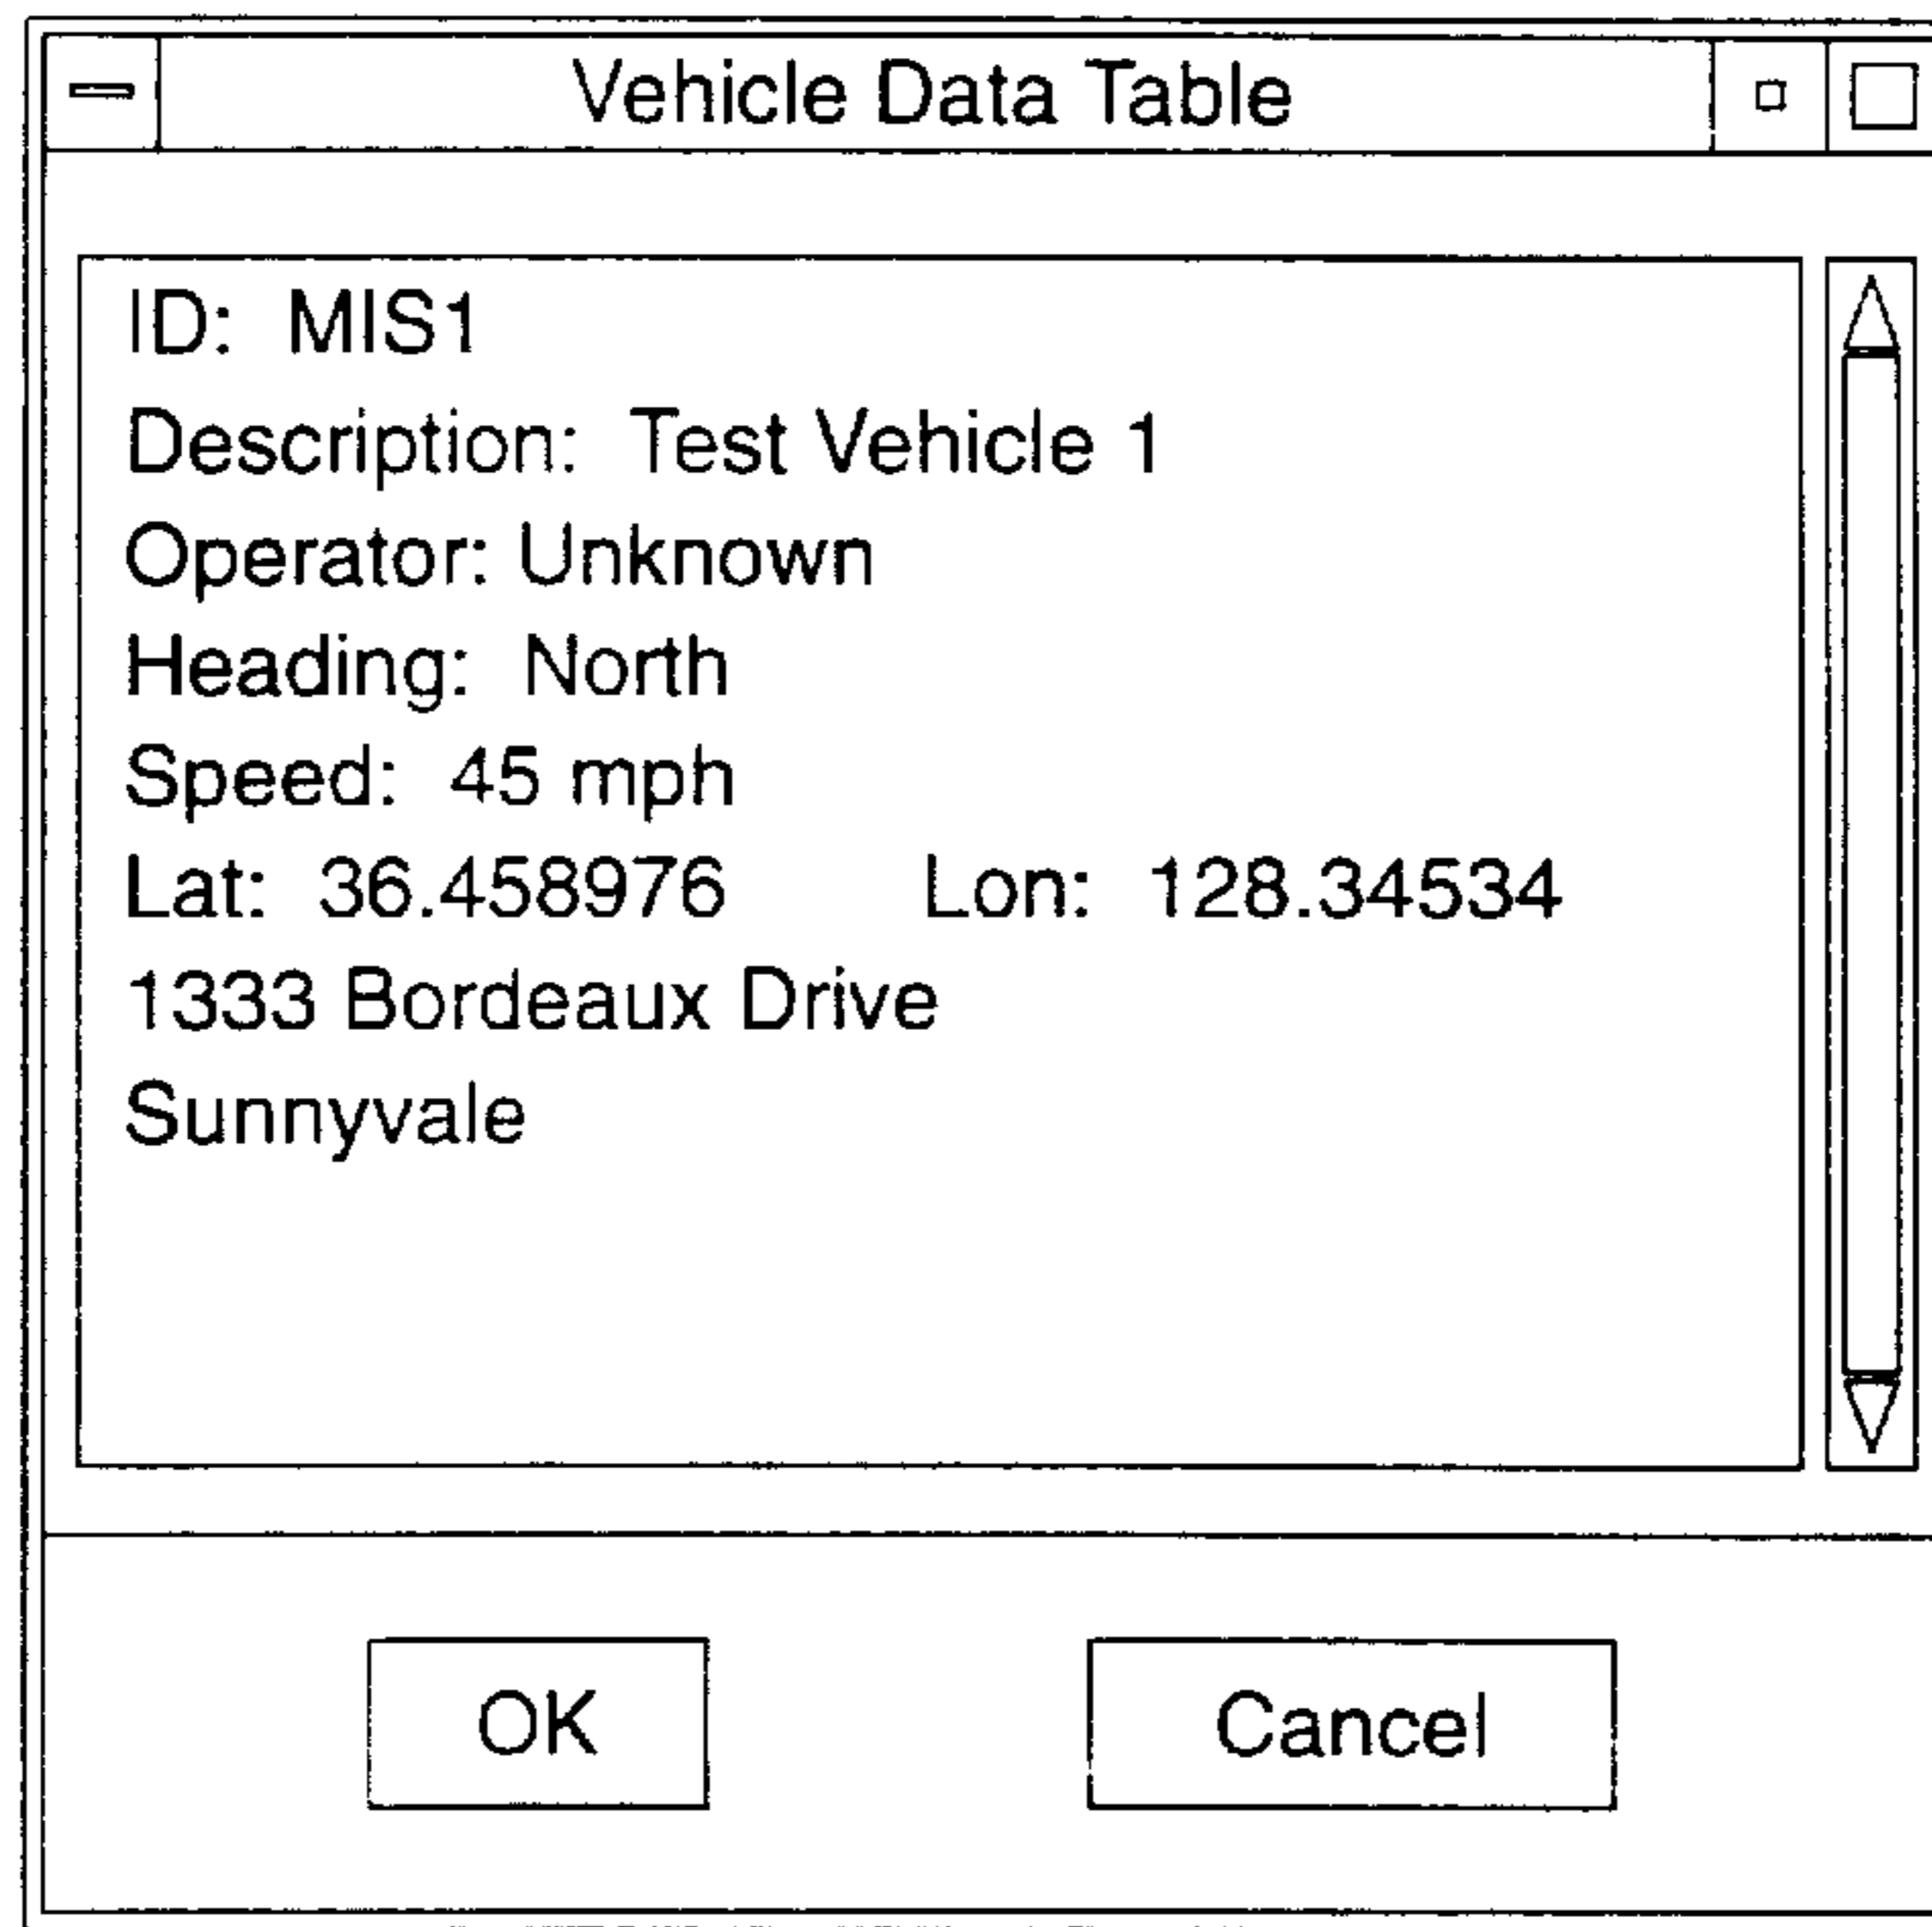 Vehicle Data Table
ID: MIS1
Description: Test Vehicle 1
Operator: Unknown
Heading: North
Speed: 45 mph
Lat: 36.458976 Lon: 128.34534
1333 Bordeaux Drive
Sunnyvale
OK Cancel